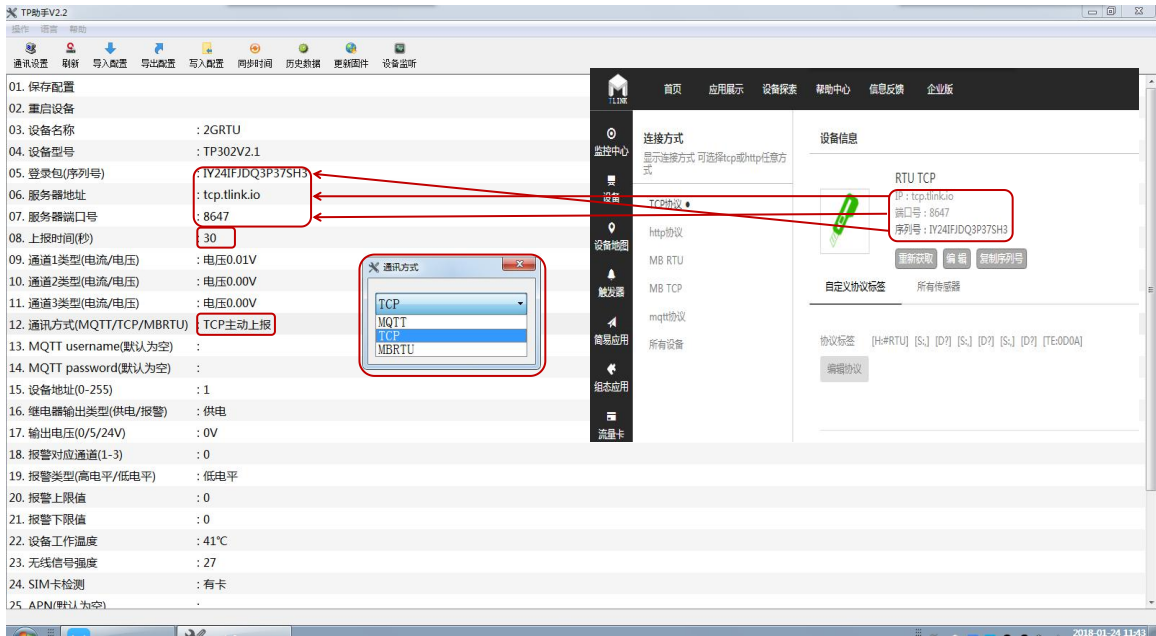 TP助手V2.2
操作 语言 帮助
通讯设置 刷新 导入配置 导出配置 写入配置 同步时间 历史数据 更新固件 设备监听
01. 保存配置
02. 重启设备
03. 设备名称 : 2GRTU
04. 设备型号 : TP302V2.1
05. 登录包(序列号) : IY24IFJDQ3P37SH3
06. 服务器地址 : tcp.tlink.io
07. 服务器端口号 : 8647
08. 上报时间(秒) : 30
09. 通道1类型(电流/电压) : 电压0.01V
10. 通道2类型(电流/电压) : 电压0.00V
11. 通道3类型(电流/电压) : 电压0.00V
12. 通讯方式(MQTT/TCP/MBRTU) : TCP主动上报
13. MQTT username(默认为空) :
14. MQTT password(默认为空) :
15. 设备地址(0-255) : 1
16. 继电器输出类型(供电/报警) : 供电
17. 输出电压(0/5/24V) : 0V
18. 报警对应通道(1-3) : 0
19. 报警类型(高电平/低电平) : 低电平
20. 报警上限值 : 0
21. 报警下限值 : 0
22. 设备工作温度 : 41℃
23. 无线信号强度 : 27
24. SIM卡检测 : 有卡
25. APN(默认为空) :
通讯方式
TCP
MQTT
TCP
MBRTU
TLINK
首页 应用展示 设备探索 帮助中心 信息反馈 企业版
监控中心
设备
设备地图
触发器
简易应用
组态应用
流量卡
连接方式
显示连接方式 可选择tcp或http任意方
式
TCP协议
http协议
MB RTU
MB TCP
mqtt协议
所有设备
设备信息
RTU TCP
IP : tcp.tlink.io
端口号 : 8647
序列号 : IY24IFJDQ3P37SH3
重新获取 编 辑 复制序列号
自定义协议标签 所有传感器
协议标签 [H:#RTU] [S:,] [D?] [S:,] [D?] [S:,] [D?] [TE:0D0A]
编辑协议
2018-01-24 11:43